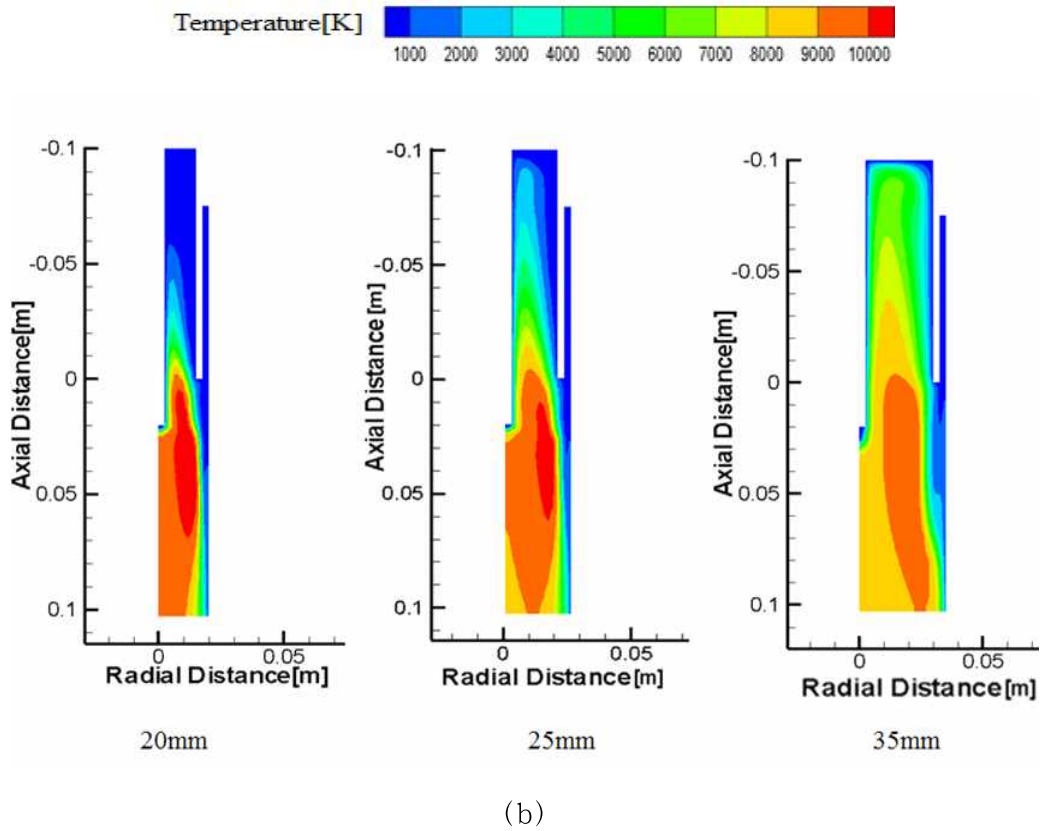 Temperature[K]
1000 2000 3000 4000 5000 6000 7000 8000 9000 10000
-0.1
-0.05
0
0.05
0.1
Axial Distance[m]
0 0.05
Radial Distance[m]
20mm
-0.1
-0.05
0
0.05
0.1
Axial Distance[m]
0 0.05
Radial Distance[m]
25mm
-0.1
-0.05
0
0.05
0.1
Axial Distance[m]
0 0.05
Radial Distance[m]
35mm
(b)